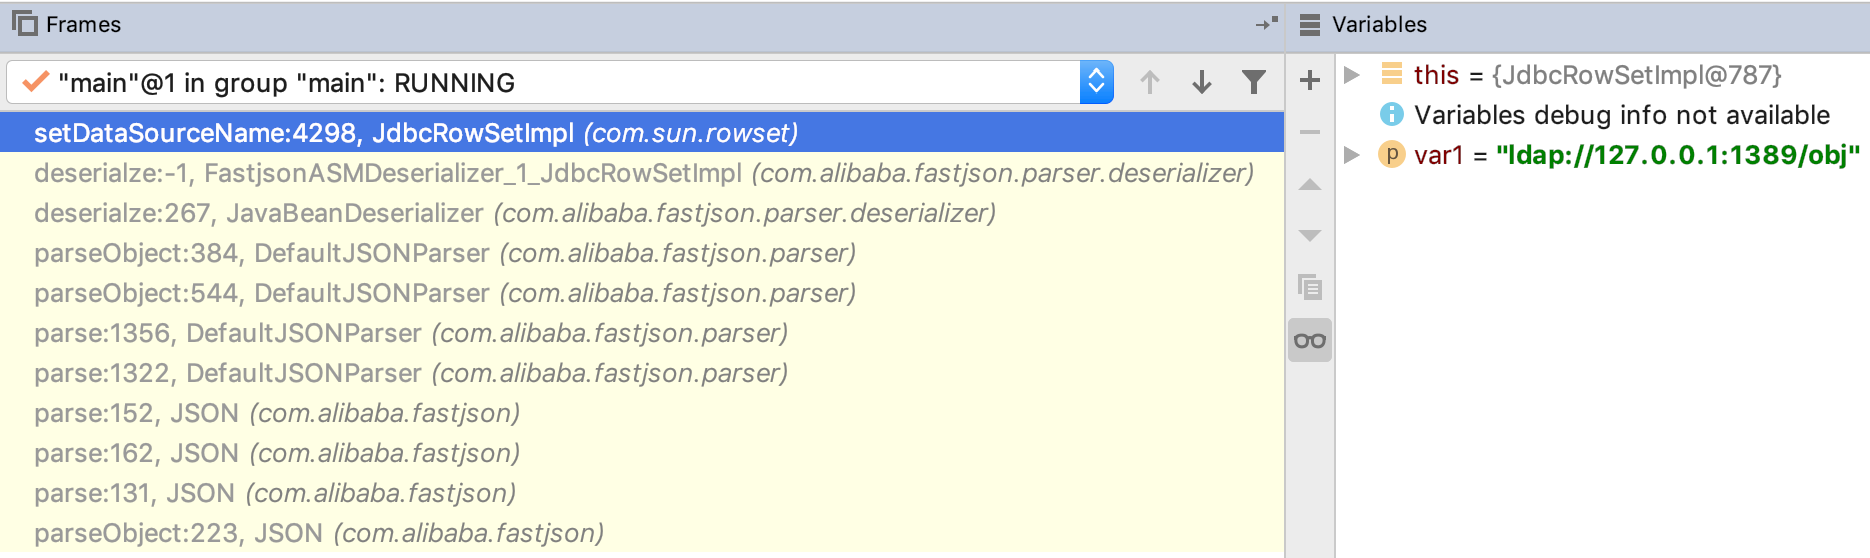 Frames
"main"@1 in group "main": RUNNING
setDataSourceName:4298, JdbcRowSetImpl (com.sun.rowset)
deserialze:-1, FastjsonASMDeserializer_1_JdbcRowSetImpl (com.alibaba.fastjson.parser.deserializer)
deserialze:267, JavaBeanDeserializer (com.alibaba.fastjson.parser.deserializer)
parseObject:384, DefaultJSONParser (com.alibaba.fastjson.parser)
parseObject:544, DefaultJSONParser (com.alibaba.fastjson.parser)
parse:1356, DefaultJSONParser (com.alibaba.fastjson.parser)
parse:1322, DefaultJSONParser (com.alibaba.fastjson.parser)
parse:152, JSON (com.alibaba.fastjson)
parse:162, JSON (com.alibaba.fastjson)
parse:131, JSON (com.alibaba.fastjson)
parseObject:223, JSON (com.alibaba.fastjson)
Variables
this = {JdbcRowSetImpl@787}
Variables debug info not available
p var1 = "ldap://127.0.0.1:1389/obj"